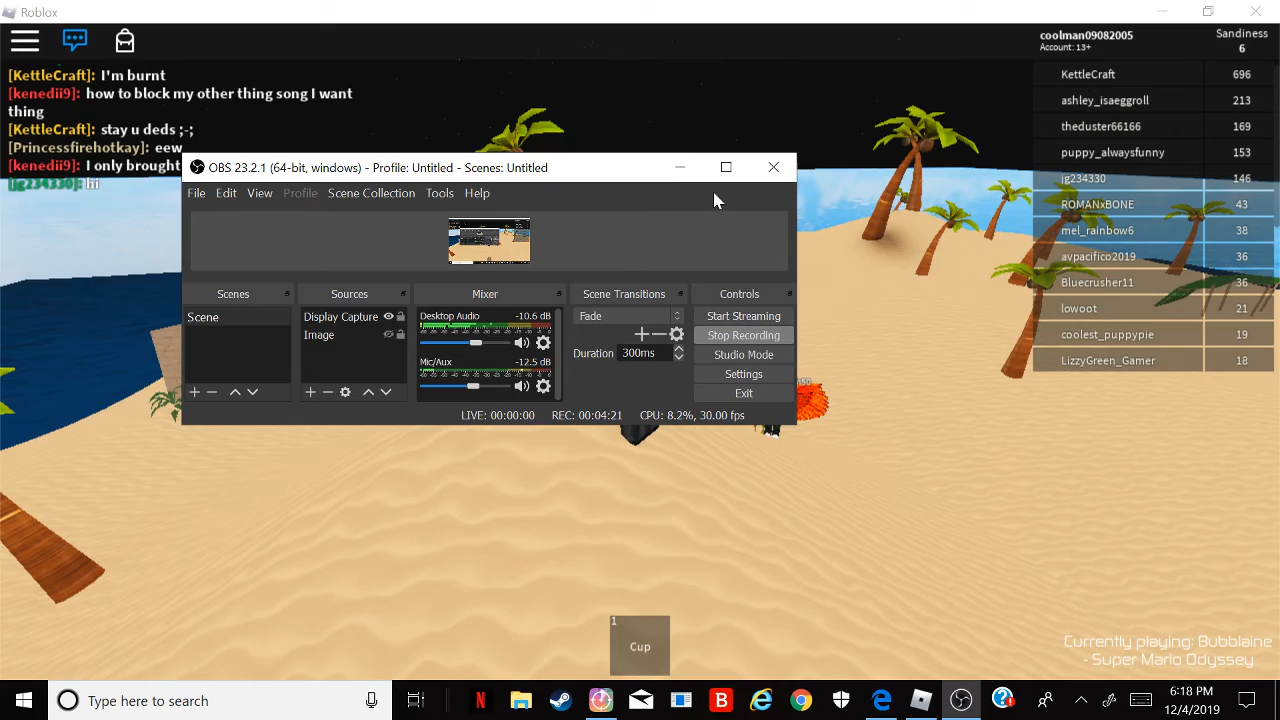 Roblox
coolman09082005
Account: 13+
Sandiness
6
[KettleCraft]: I'm burnt
[kenedii9]: how to block my other thing song I want
thing
[KettleCraft]: stay u deds ;-;
[Princessfirehotkay]: eew
[kenedii9]: I only brought
[jg234330]: hi
KettleCraft 696
ashley_isaeggroll 213
theduster66166 169
puppy_alwaysfunny 153
jg234330 146
ROMANxBONE 43
mel_rainbow6 38
avpacifico2019 36
Bluecrusher11 36
lowoot 21
coolest_puppypie 19
LizzyGreen_Gamer 18
OBS 23.2.1 (64-bit, windows) - Profile: Untitled - Scenes: Untitled
File Edit View Profile Scene Collection Tools Help
Scenes Sources Mixer Scene Transitions Controls
Scene
Display Capture
Image
Desktop Audio -10.6 dB
Mic/Aux -12.5 dB
Fade
Duration 300ms
Start Streaming
Stop Recording
Studio Mode
Settings
Exit
LIVE: 00:00:00 REC: 00:04:21 CPU: 8.2%, 30.00 fps
1
Cup
Currently playing: Bubblaine
- Super Mario Odyssey
Type here to search
6:18 PM
12/4/2019